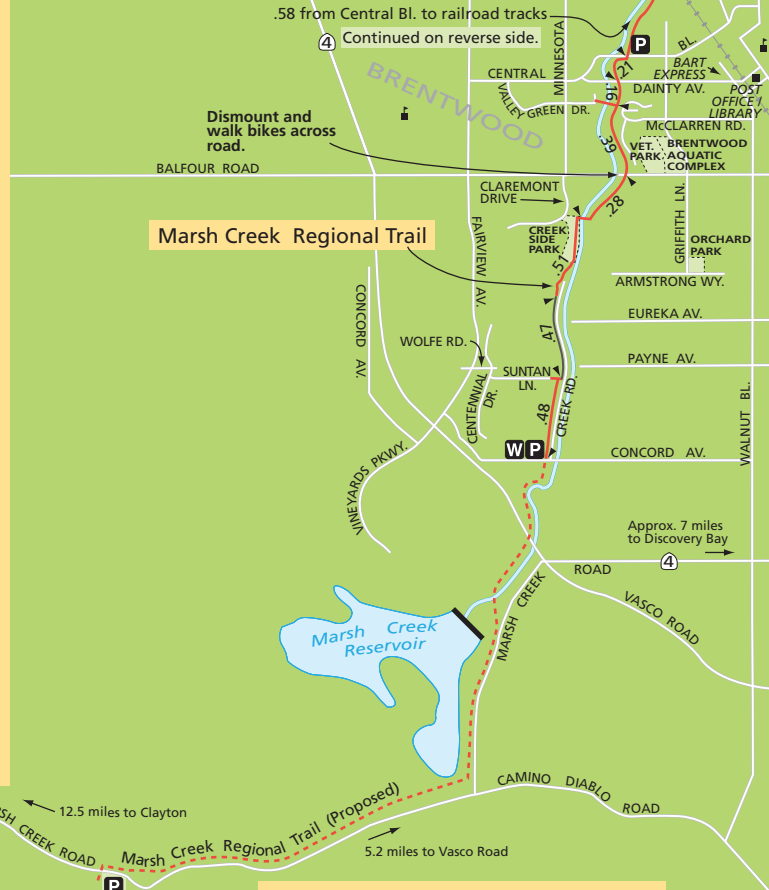 .58 from Central Bl. to railroad tracks
4
Continued on reverse side.
P
BL.
MINNESOTA
BRENTWOOD
CENTRAL
.21
BART
EXPRESS
DAINTY AV.
POST
OFFICE /
LIBRARY
VALLEY
GREEN DR.
.16
Dismount and
walk bikes across
road.
McCLARREN RD.
.39
VET.
PARK
BRENTWOOD
AQUATIC
COMPLEX
BALFOUR ROAD
CLAREMONT
DRIVE
.28
GRIFFITH LN.
Marsh Creek Regional Trail
FAIRVIEW AV.
CREEK
SIDE
PARK
ORCHARD
PARK
.51
ARMSTRONG WY.
CONCORD AV.
EUREKA AV.
.47
WOLFE RD.
PAYNE AV.
SUNTAN
LN.
CENTENNIAL
DR.
.48
CREEK RD.
WALNUT BL.
W P
CONCORD AV.
VINEYARDS PKWY.
Approx. 7 miles
to Discovery Bay
4
ROAD
MARSH CREEK
VASCO ROAD
Marsh Creek
Reservoir
CAMINO DIABLO
ROAD
12.5 miles to Clayton
Marsh Creek Regional Trail (Proposed)
5.2 miles to Vasco Road
SH CREEK ROAD
P